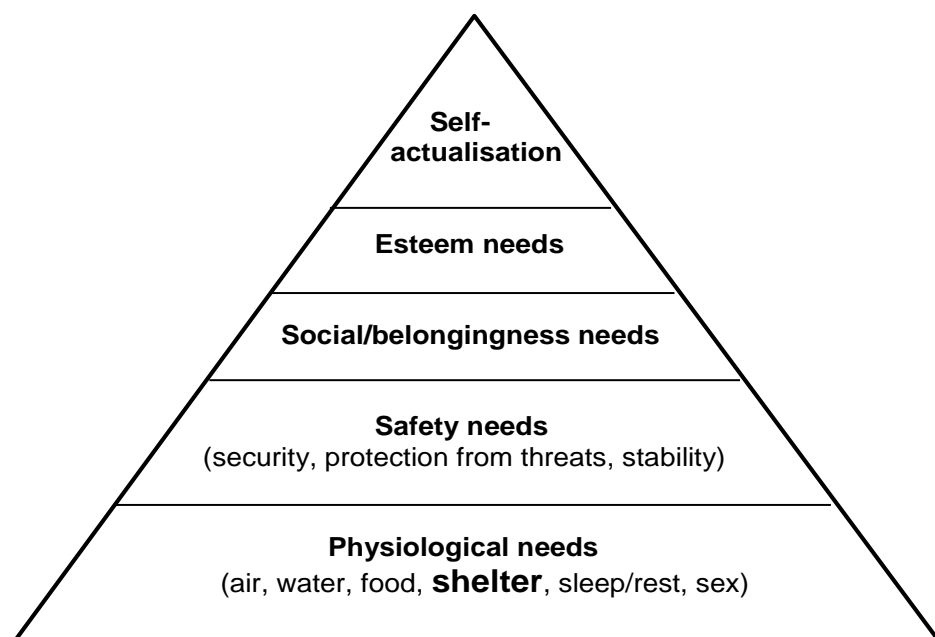 Self-
actualisation
Esteem needs
Social/belongingness needs
Safety needs
(security, protection from threats, stability)
Physiological needs
(air, water, food, shelter, sleep/rest, sex)